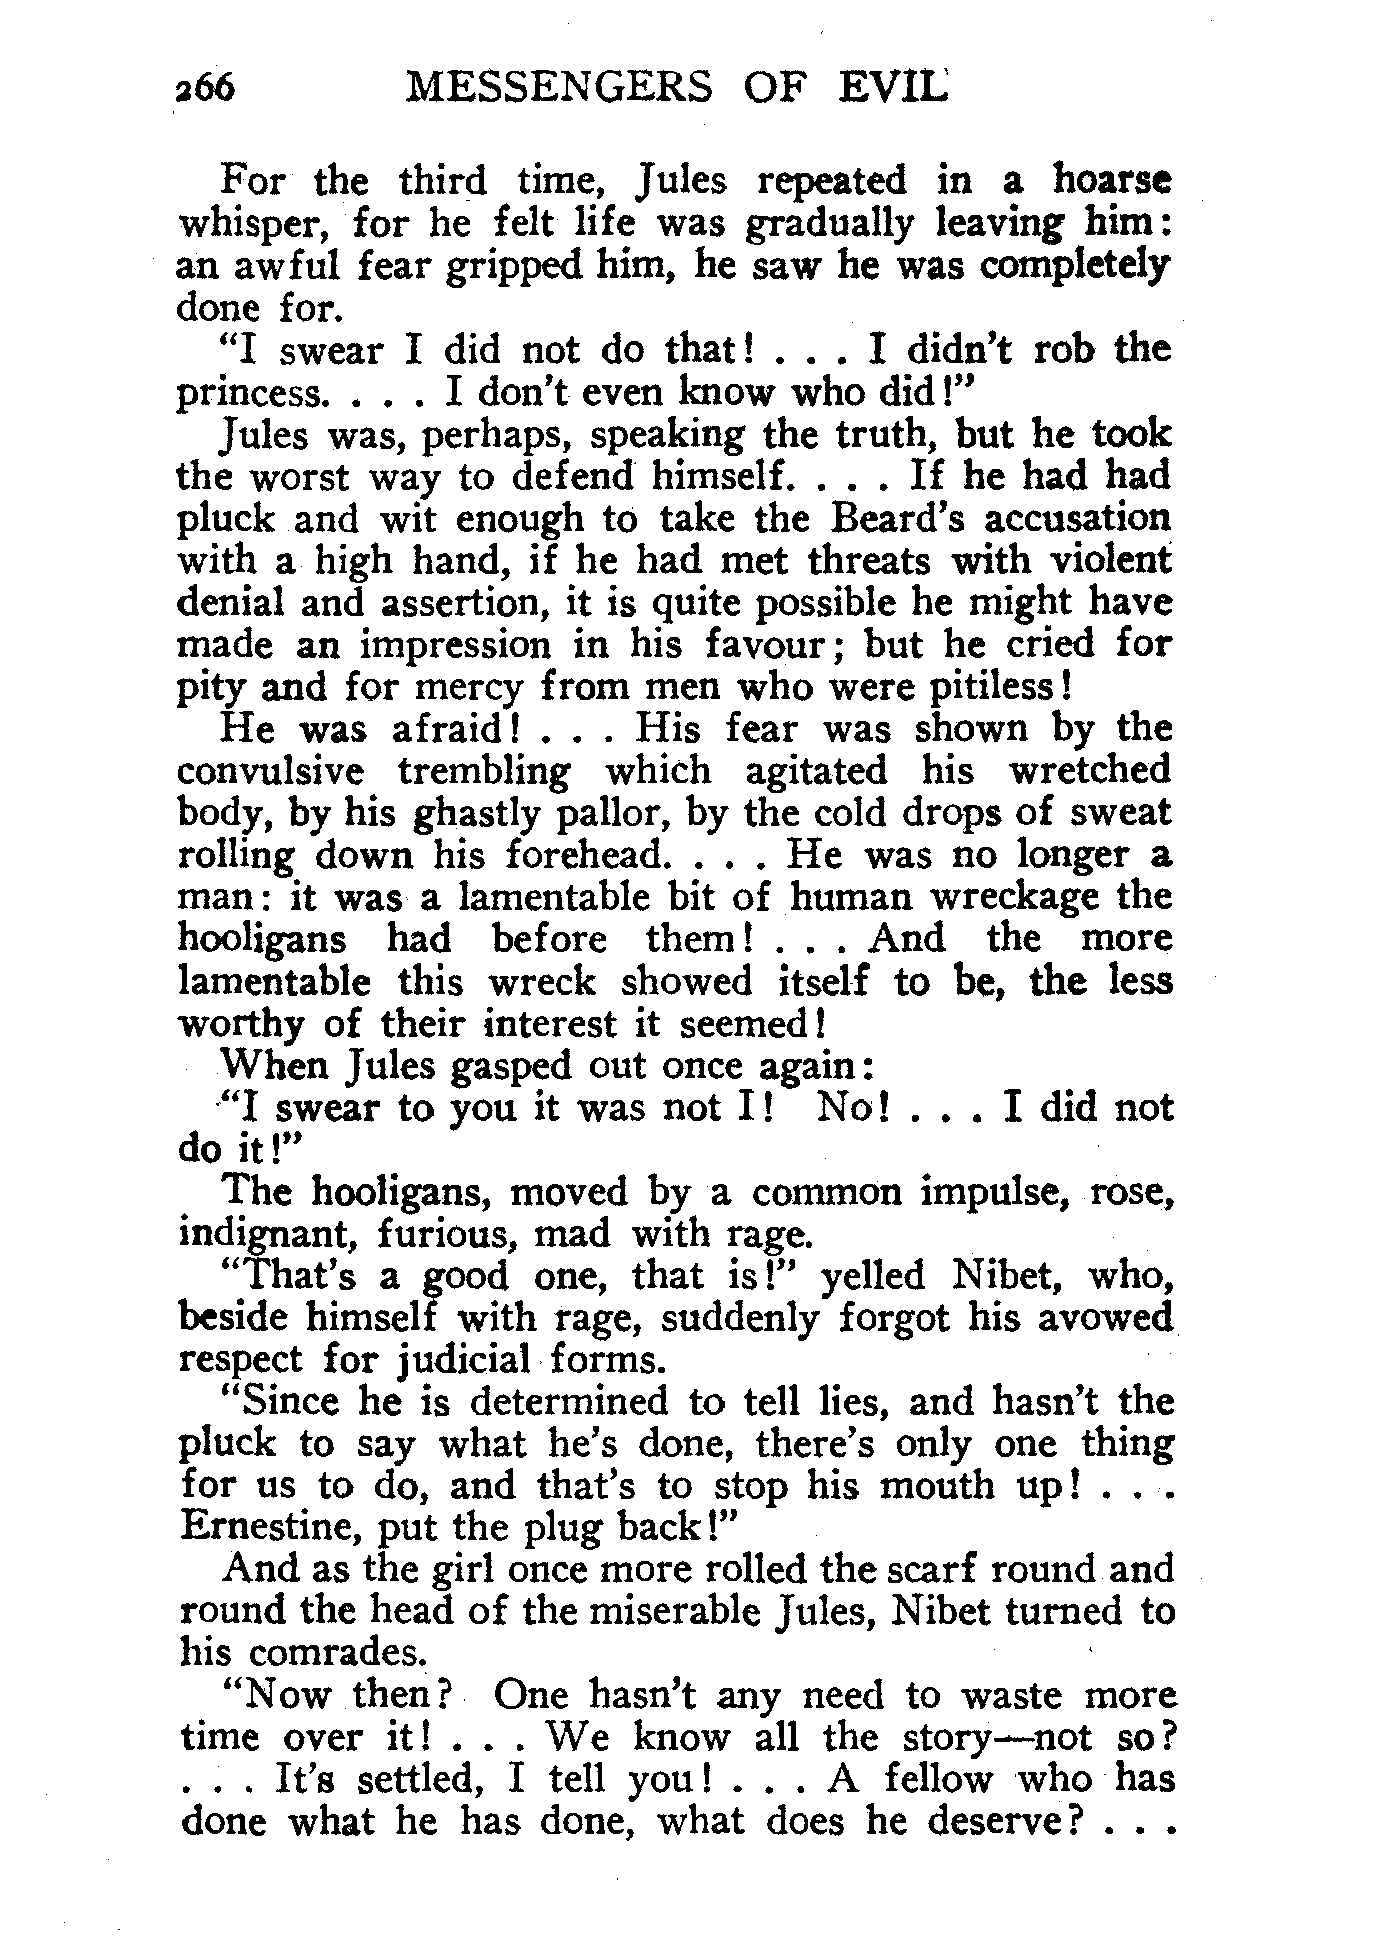 266 MESSENGERS OF EVIL
For the third time, Jules repeated in a hoarse
whisper, for he felt life was gradually leaving him:
an awful fear gripped him, he saw he was completely
done for.
“I swear I did not do that! . . . I didn't rob the
princess. . . . I don't even know who did!”
Jules was, perhaps, speaking the truth, but he took
the worst way to defend himself. . . . If he had had
pluck and wit enough to take the Beard's accusation
with a high hand, if he had met threats with violent
denial and assertion, it is quite possible he might have
made an impression in his favour; but he cried for
pity and for mercy from men who were pitiless!
He was afraid! . . . His fear was shown by the
convulsive trembling which agitated his wretched
body, by his ghastly pallor, by the cold drops of sweat
rolling down his forehead. . . . He was no longer a
man: it was a lamentable bit of human wreckage the
hooligans had before them! . . . And the more
lamentable this wreck showed itself to be, the less
worthy of their interest it seemed!
When Jules gasped out once again:
“I swear to you it was not I! No! . . . I did not
do it!”
The hooligans, moved by a common impulse, rose,
indignant, furious, mad with rage.
“That's a good one, that is!” yelled Nibet, who,
beside himself with rage, suddenly forgot his avowed
respect for judicial forms.
“Since he is determined to tell lies, and hasn't the
pluck to say what he's done, there's only one thing
for us to do, and that's to stop his mouth up! . . .
Ernestine, put the plug back!”
And as the girl once more rolled the scarf round and
round the head of the miserable Jules, Nibet turned to
his comrades.
“Now then? One hasn't any need to waste more
time over it! . . . We know all the story—not so?
. . . It's settled, I tell you! . . . A fellow who has
done what he has done, what does he deserve? . . .